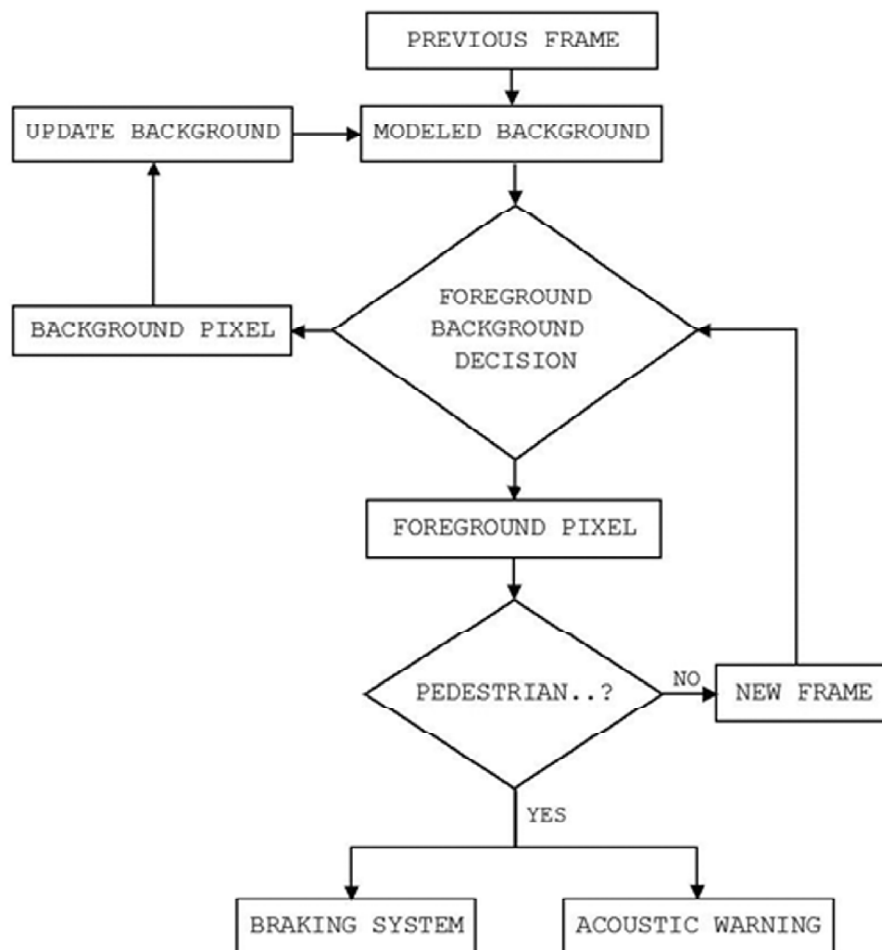 PREVIOUS FRAME
UPDATE BACKGROUND
MODELED BACKGROUND
FOREGROUND
BACKGROUND
DECISION
BACKGROUND PIXEL
FOREGROUND PIXEL
PEDESTRIAN..?
NO
NEW FRAME
YES
BRAKING SYSTEM
ACOUSTIC WARNING